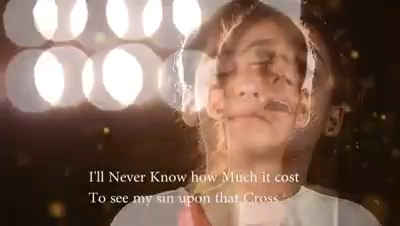 I'll Never Know how Much it cost
To see my sin upon that Cross